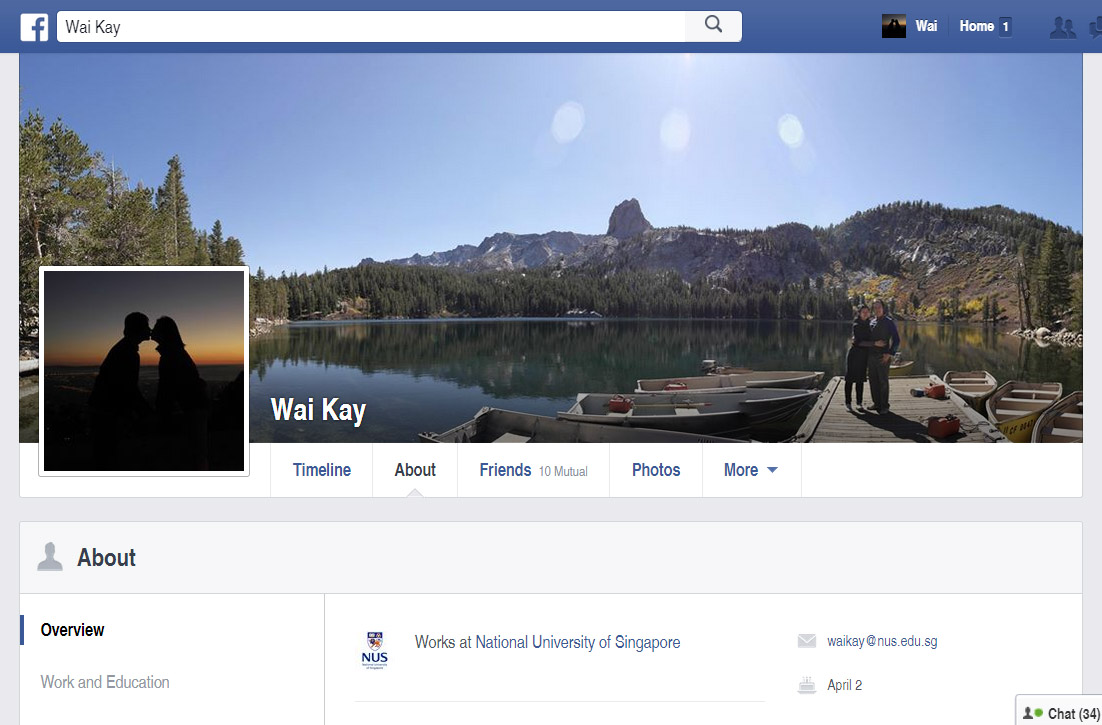 Wai Kay
Wai
Home 1
Wai Kay
Timeline
About
Friends 10 Mutual
Photos
More
About
Overview
Work and Education
NUS
Works at National University of Singapore
waikay@nus.edu.sg
April 2
Chat (34)